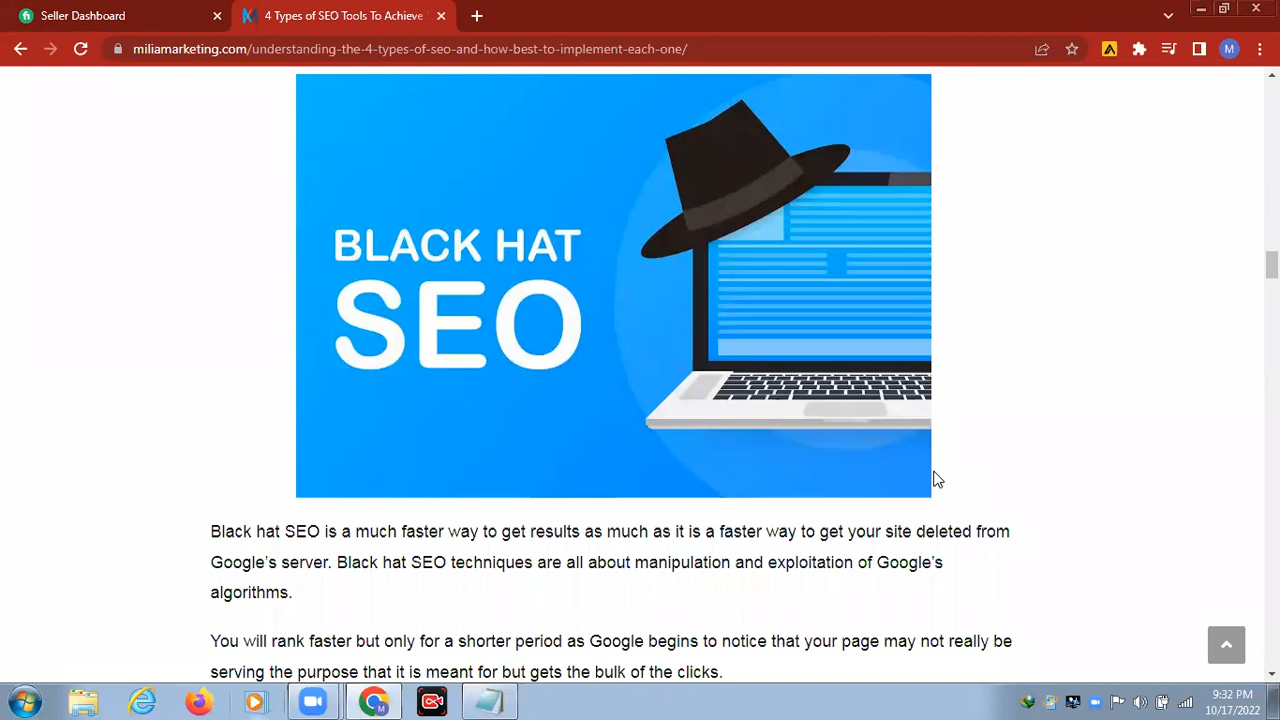 Seller Dashboard
4 Types of SEO Tools To Achieve
miliamarketing.com/understanding-the-4-types-of-seo-and-how-best-to-implement-each-one/
M
BLACK HAT
SEO
Black hat SEO is a much faster way to get results as much as it is a faster way to get your site deleted from
Google's server. Black hat SEO techniques are all about manipulation and exploitation of Google's
algorithms.
You will rank faster but only for a shorter period as Google begins to notice that your page may not really be
serving the purpose that it is meant for but gets the bulk of the clicks.
9:32 PM
10/17/2022